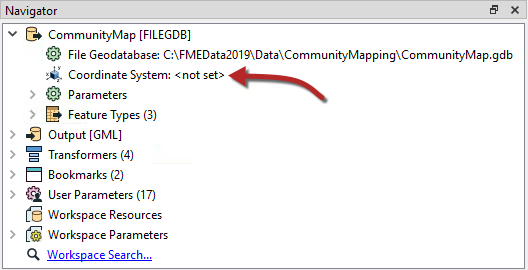 Navigator
CommunityMap [FILEGDB]
File Geodatabase: C:\FMEData2019\Data\CommunityMapping\CommunityMap.gdb
Coordinate System: <not set>
Parameters
Feature Types (3)
Output [GML]
Transformers (4)
Bookmarks (2)
User Parameters (17)
Workspace Resources
Workspace Parameters
Workspace Search...